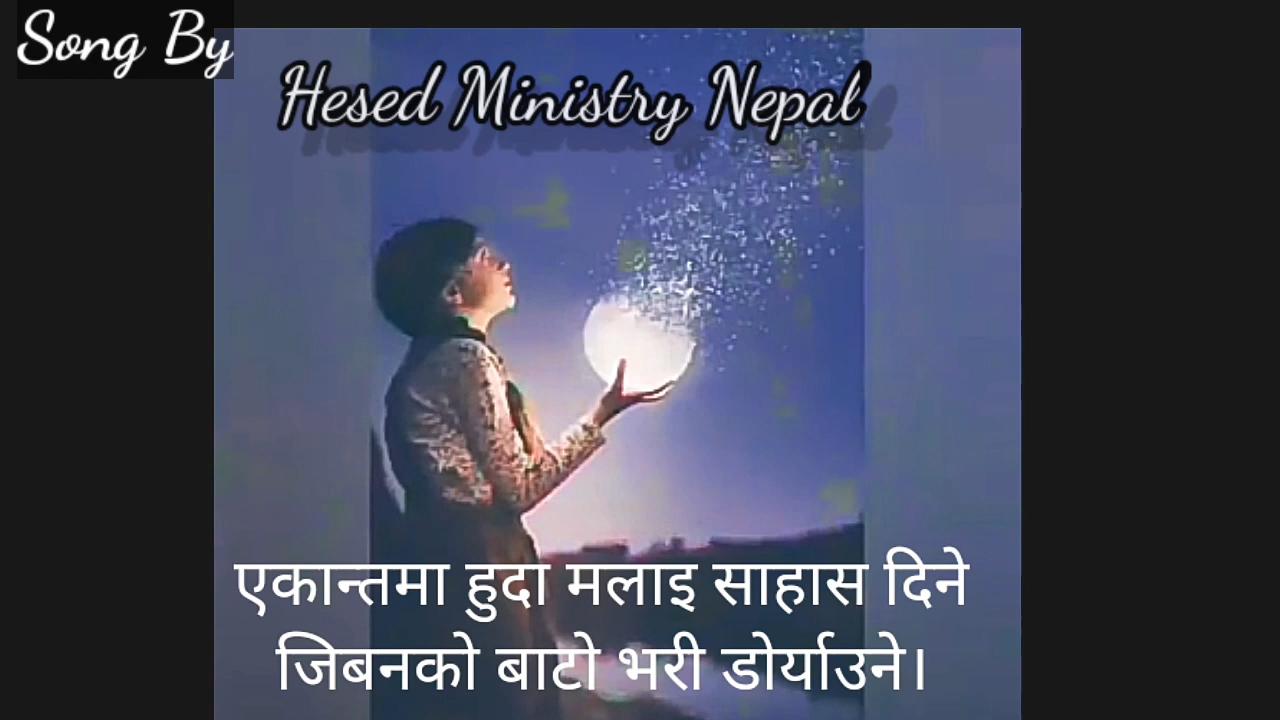 Song By
Hesed Ministry Nepal
एकान्तमा हुदा मलाइ साहास दिने
जिबनको बाटो भरी डोर्याउने।